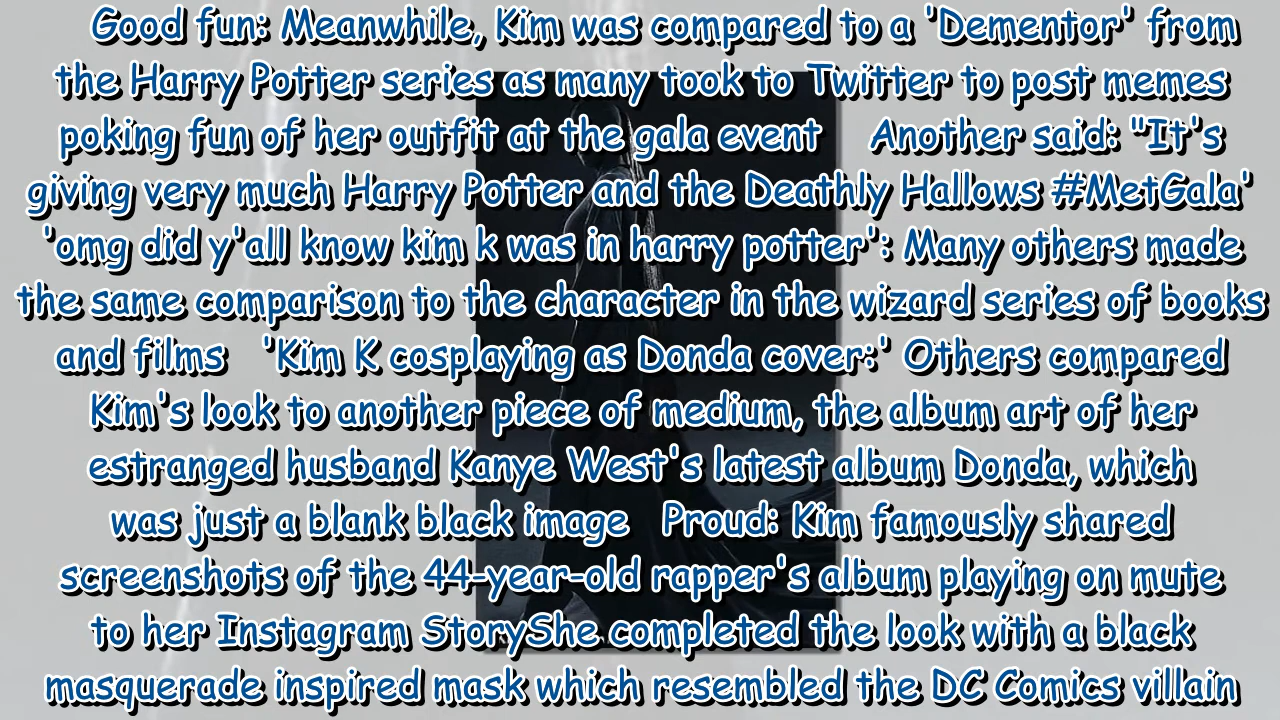 Good fun: Meanwhile, Kim was compared to a 'Dementor' from
the Harry Potter series as many took to Twitter to post memes
poking fun of her outfit at the gala event Another said: "It's
giving very much Harry Potter and the Deathly Hallows #MetGala'
'omg did y'all know kim k was in harry potter': Many others made
the same comparison to the character in the wizard series of books
and films 'Kim K cosplaying as Donda cover:' Others compared
Kim's look to another piece of medium, the album art of her
estranged husband Kanye West's latest album Donda, which
was just a blank black image Proud: Kim famously shared
screenshots of the 44-year-old rapper's album playing on mute
to her Instagram StoryShe completed the look with a black
masquerade inspired mask which resembled the DC Comics villain